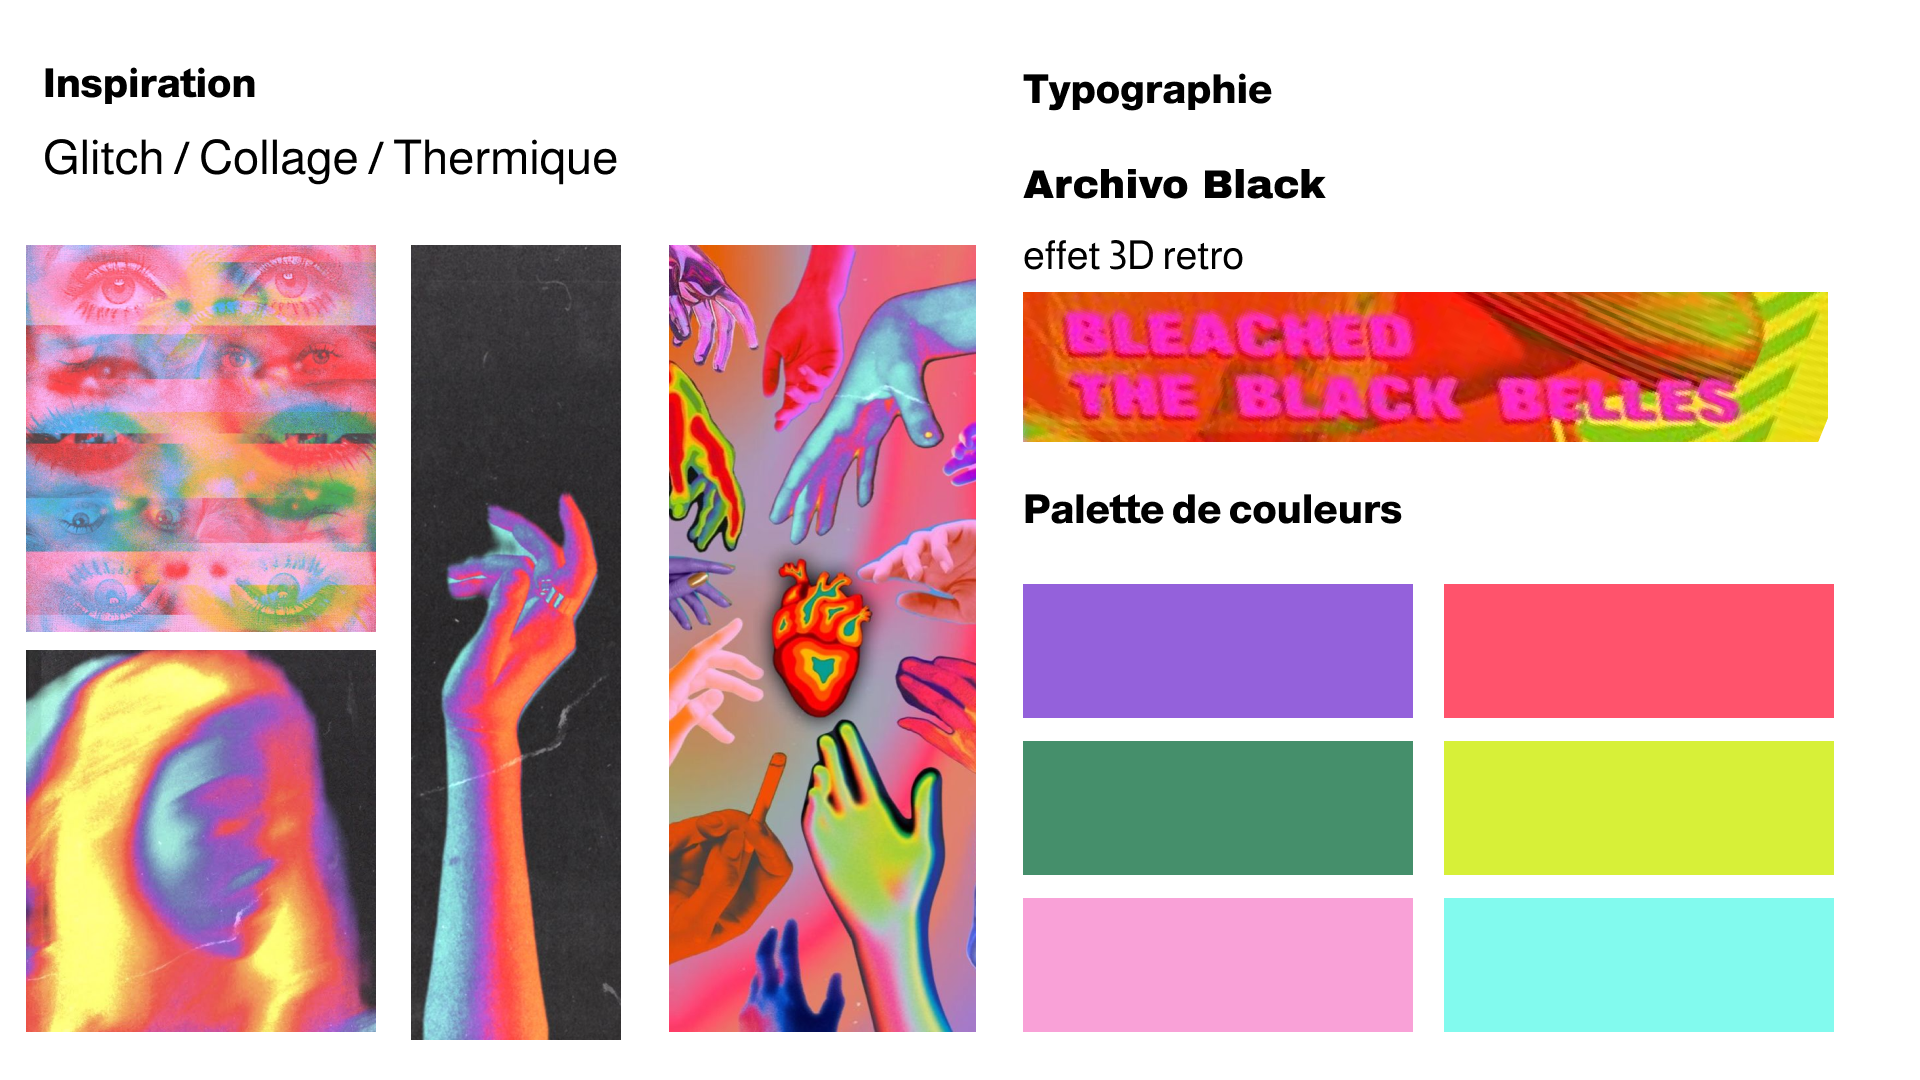 Inspiration
Glitch / Collage / Thermique
Typographie
Archivo Black
effet 3D retro
BLEACHED
THE BLACK BELLES
Palette de couleurs